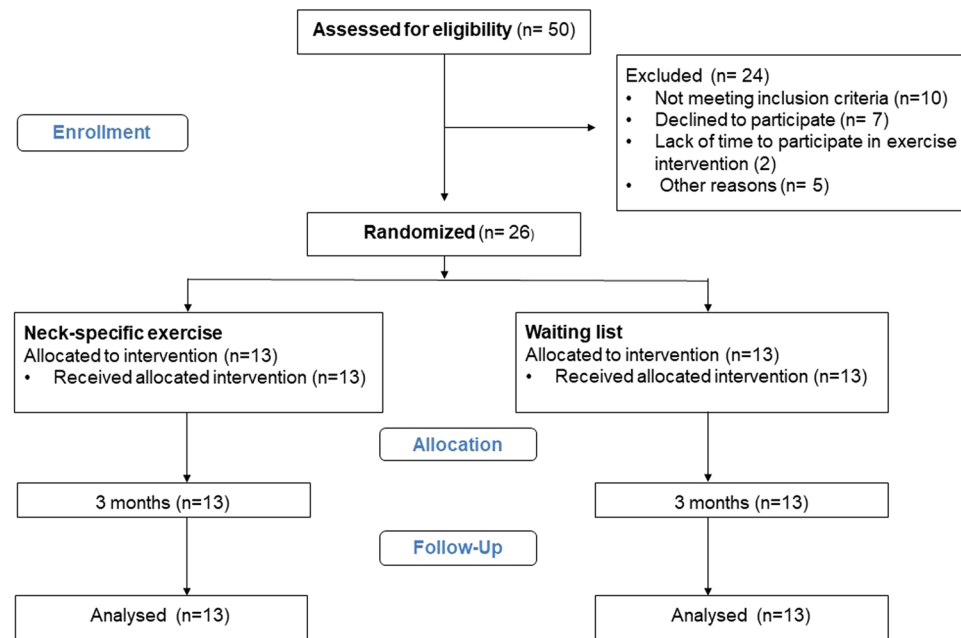 Assessed for eligibility (n= 50)
Excluded (n= 24)
• Not meeting inclusion criteria (n=10)
• Declined to participate (n= 7)
• Lack of time to participate in exercise
intervention (2)
• Other reasons (n= 5)
Enrollment
Randomized (n= 26)
Neck-specific exercise
Allocated to intervention (n=13)
• Received allocated intervention (n=13)
Waiting list
Allocated to intervention (n=13)
• Received allocated intervention (n=13)
Allocation
3 months (n=13)
3 months (n=13)
Follow-Up
Analysed (n=13)
Analysed (n=13)